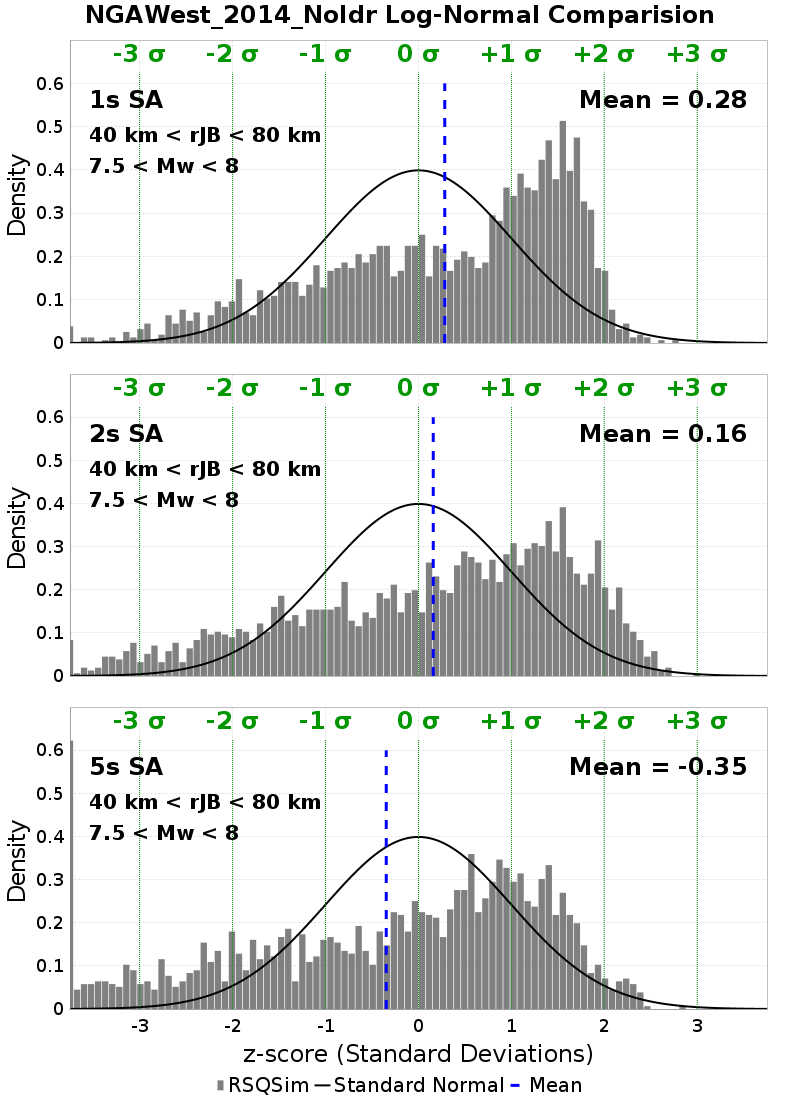 NGAWest_2014_NoIdr Log-Normal Comparision
-3 σ -2 σ -1 σ 0 σ +1 σ +2 σ +3 σ
1s SA Mean = 0.28
40 km < rJB < 80 km
7.5 < Mw < 8
0.6
0.5
0.4
0.3
0.2
0.1
0
Density
-3 σ -2 σ -1 σ 0 σ +1 σ +2 σ +3 σ
2s SA Mean = 0.16
40 km < rJB < 80 km
7.5 < Mw < 8
0.6
0.5
0.4
0.3
0.2
0.1
0
Density
-3 σ -2 σ -1 σ 0 σ +1 σ +2 σ +3 σ
5s SA Mean = -0.35
40 km < rJB < 80 km
7.5 < Mw < 8
0.6
0.5
0.4
0.3
0.2
0.1
0
Density
-3 -2 -1 0 1 2 3
z-score (Standard Deviations)
RSQSim Standard Normal Mean